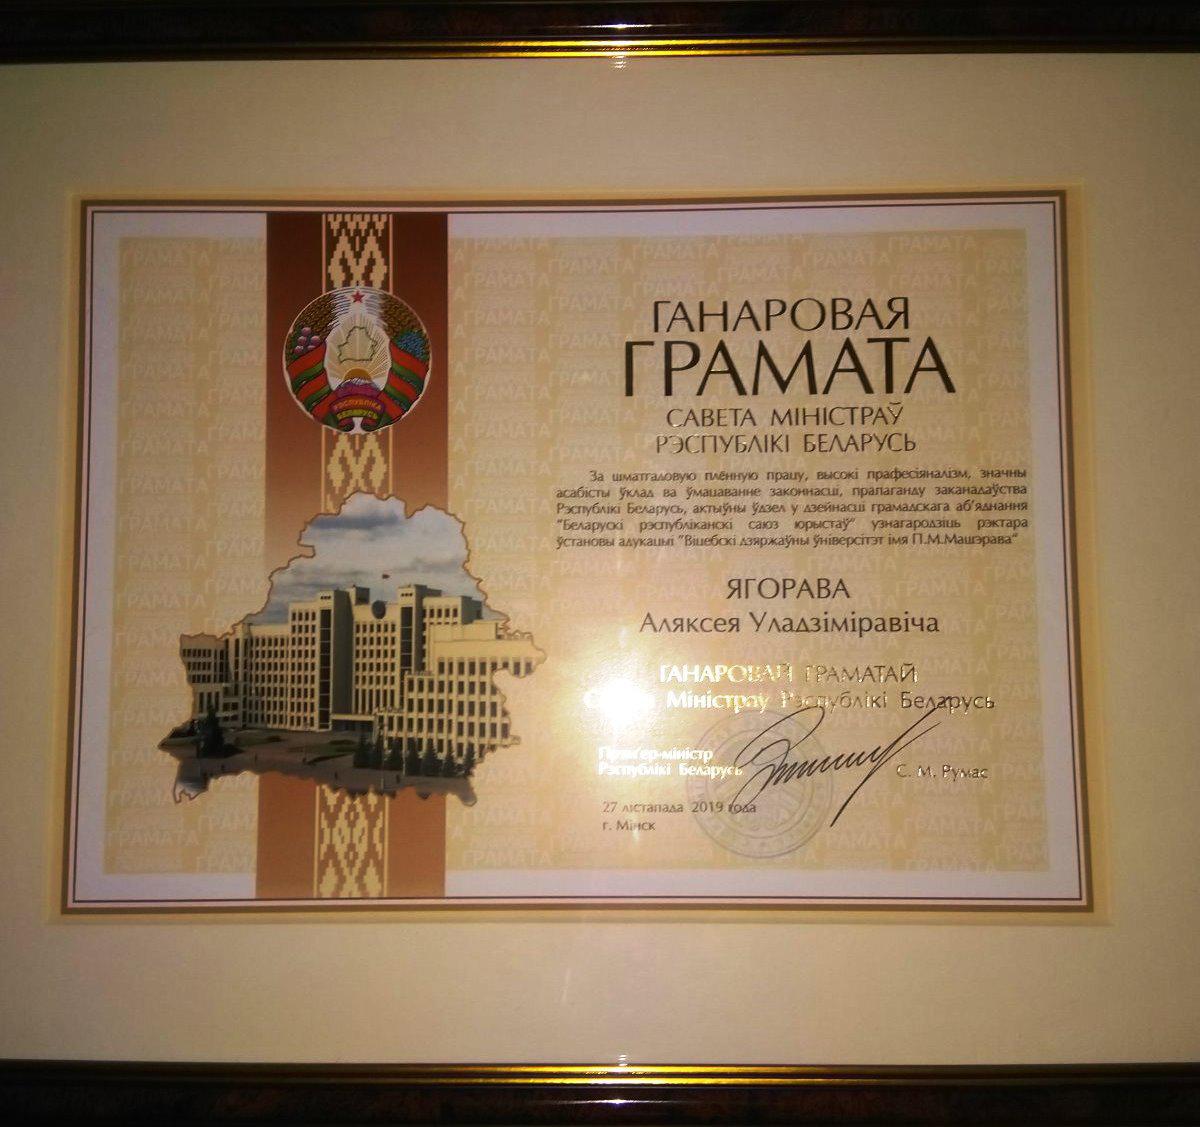 РЭСПУБЛІКА
БЕЛАРУСЬ
ГАНАРОВАЯ
ГРАМАТА
САВЕТА МІНІСТРАЎ
РЭСПУБЛІКІ БЕЛАРУСЬ
За шматгадовую плённую працу, высокі прафесіяналізм, значны
асабісты ўклад ва ўмацаванне законнасці, прапаганду заканадаўства
Рэспублікі Беларусь, актыўны ўдзел у дзейнасці грамадскага аб’яднання
"Беларускі рэспубліканскі саюз юрыстаў" узнагародзіць рэктара
ўстановы адукацыі "Віцебскі дзяржаўны ўніверсітэт імя П.М.Машэрава"
ЯГОРАВА
Аляксея Уладзіміравіча
ГАНАРОВАЙ ГРАМАТАЙ
Міністраў Рэспублікі Беларусь
Прэм’ер-міністр
Рэспублікі Беларусь
С. М. Румас
27 лістапада 2019 года
г. Мінск